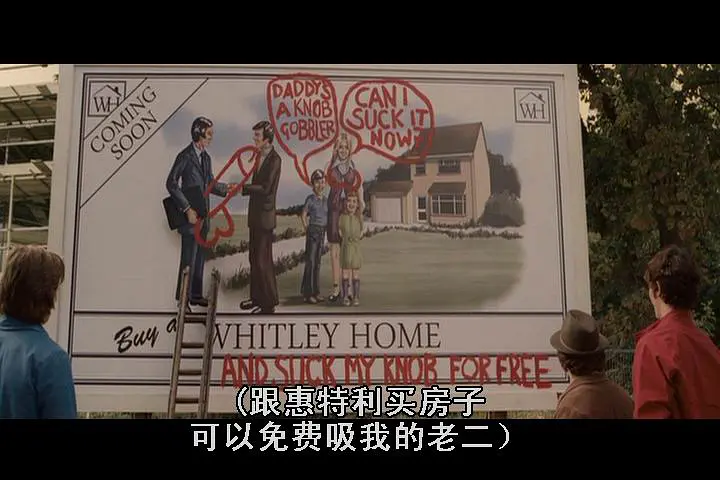 WH
COMING
SOON
DADDY'S
A KNOB
GOBBLER
CAN I
SUCK IT
NOW?
WH
BUY A WHITLEY HOME
AND SUCK MY KNOB FOR FREE
(跟惠特利买房子
可以免费吸我的老二)